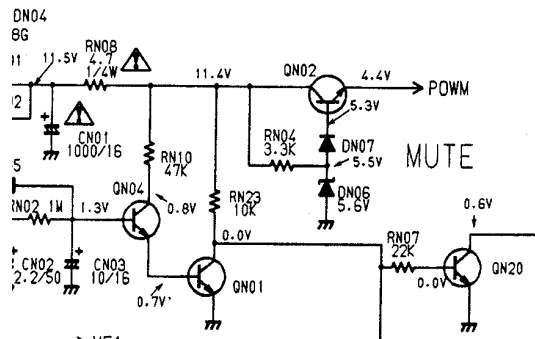 DN04
8G
RN08
4.7
1/4W
11.5V
11.4V
QN02
4.4V
POWM
5.3V
CN01
1000/16
RN10
47K
RN04
3.3K
DN07
5.5V
MUTE
DN06
5.6V
QN04
0.8V
RN23
10K
RN02 1M
1.3V
0.0V
0.6V
RN07
22K
QN20
0.0V
CN02
2.2/50
CN03
10/16
0.7V
QN01